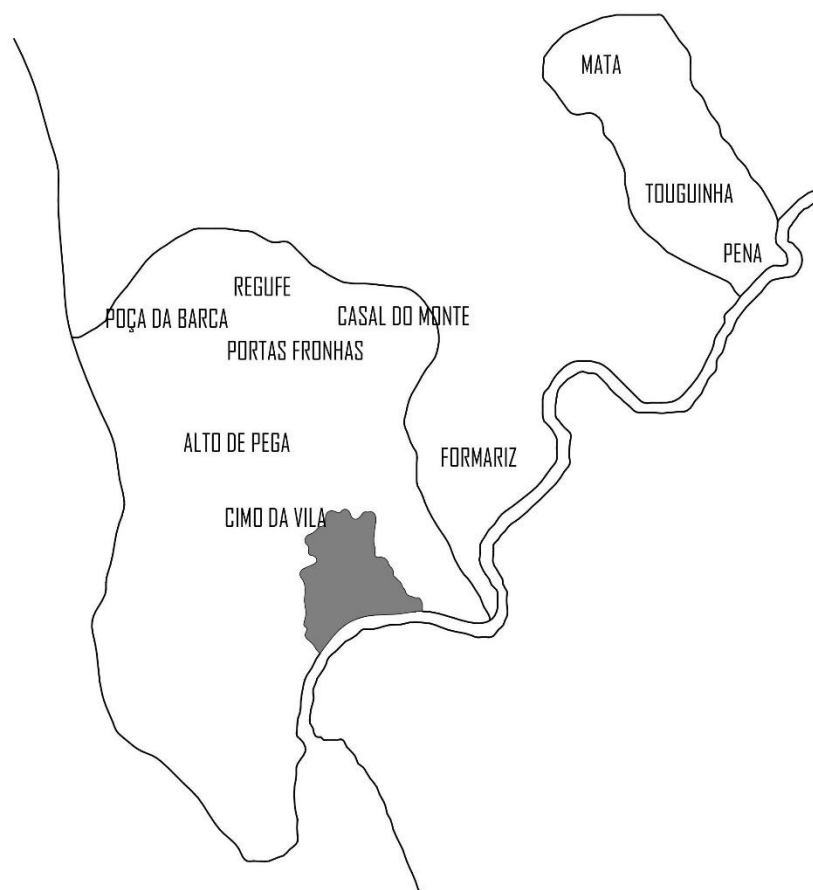 MATA
TOUGUINHA
PENA
REGUFE
POÇA DA BARCA
CASAL DO MONTE
PORTAS FRONHAS
ALTO DE PEGA
FORMARIZ
CIMO DA VILA